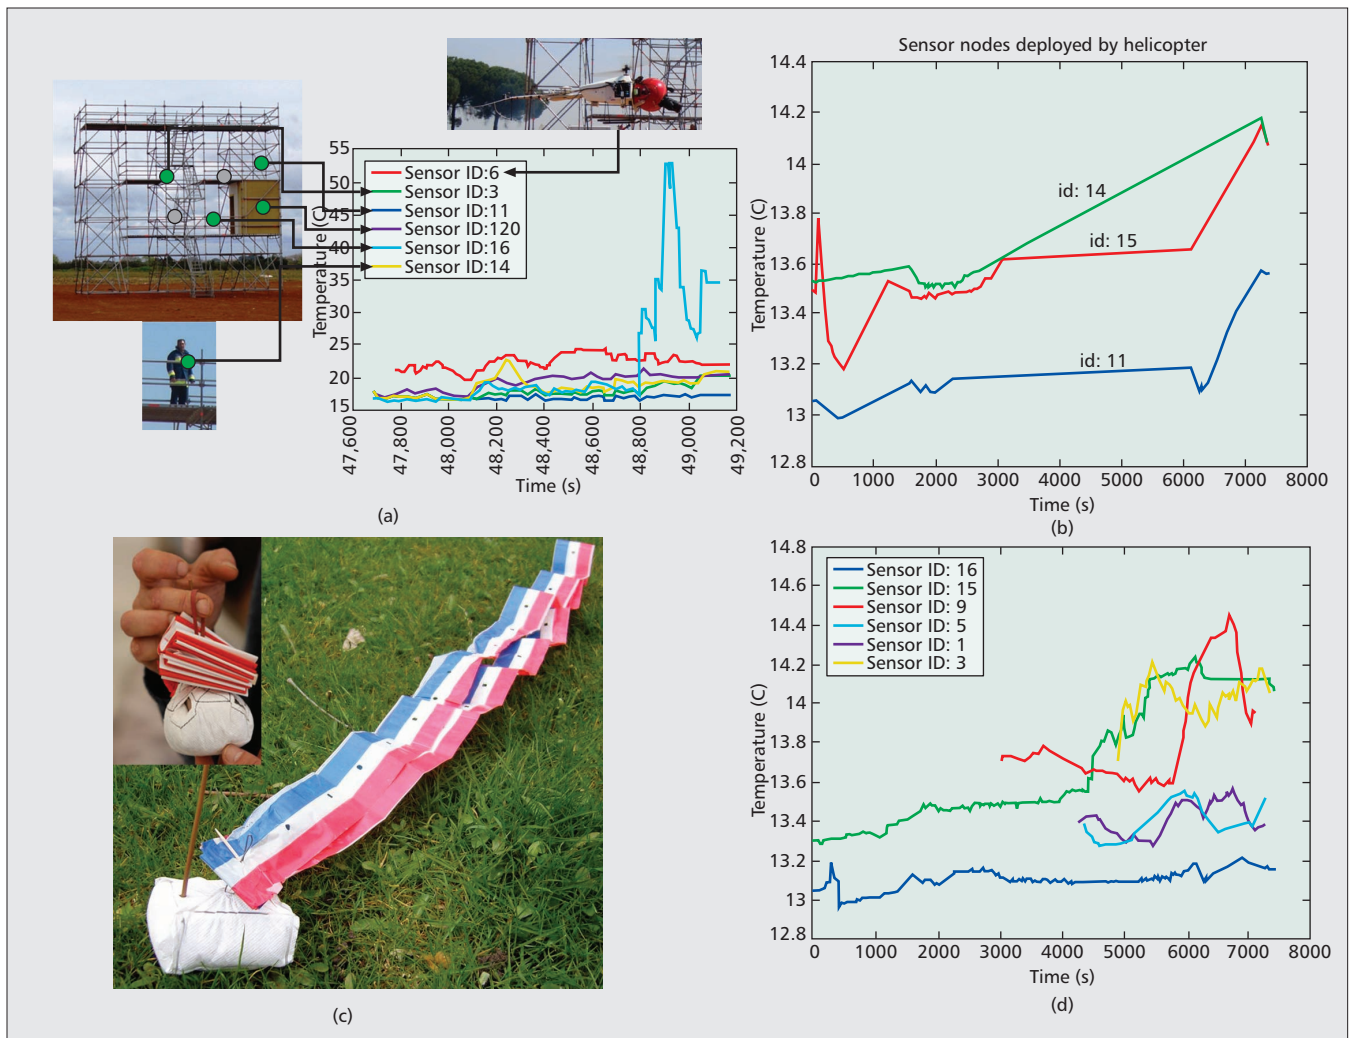 55
50
45
40
35
30
25
20
15
Temperature (C)
Sensor ID:6
Sensor ID:3
Sensor ID:11
Sensor ID:120
Sensor ID:16
Sensor ID:14
47,600
47,800
48,000
48,200
48,400
48,600
48,800
49,000
49,200
Time (s)
(a)
Sensor nodes deployed by helicopter
14.4
14.2
14
13.8
13.6
13.4
13.2
13
12.8
Temperature (C)
id: 14
id: 15
id: 11
0 1000 2000 3000 4000 5000 6000 7000 8000
Time (s)
(b)
(c)
14.8
14.6
14.4
14.2
14
13.8
13.6
13.4
13.2
13
12.8
Temperature (C)
Sensor ID: 16
Sensor ID: 15
Sensor ID: 9
Sensor ID: 5
Sensor ID: 1
Sensor ID: 3
0 1000 2000 3000 4000 5000 6000 7000 8000
Time (s)
(d)